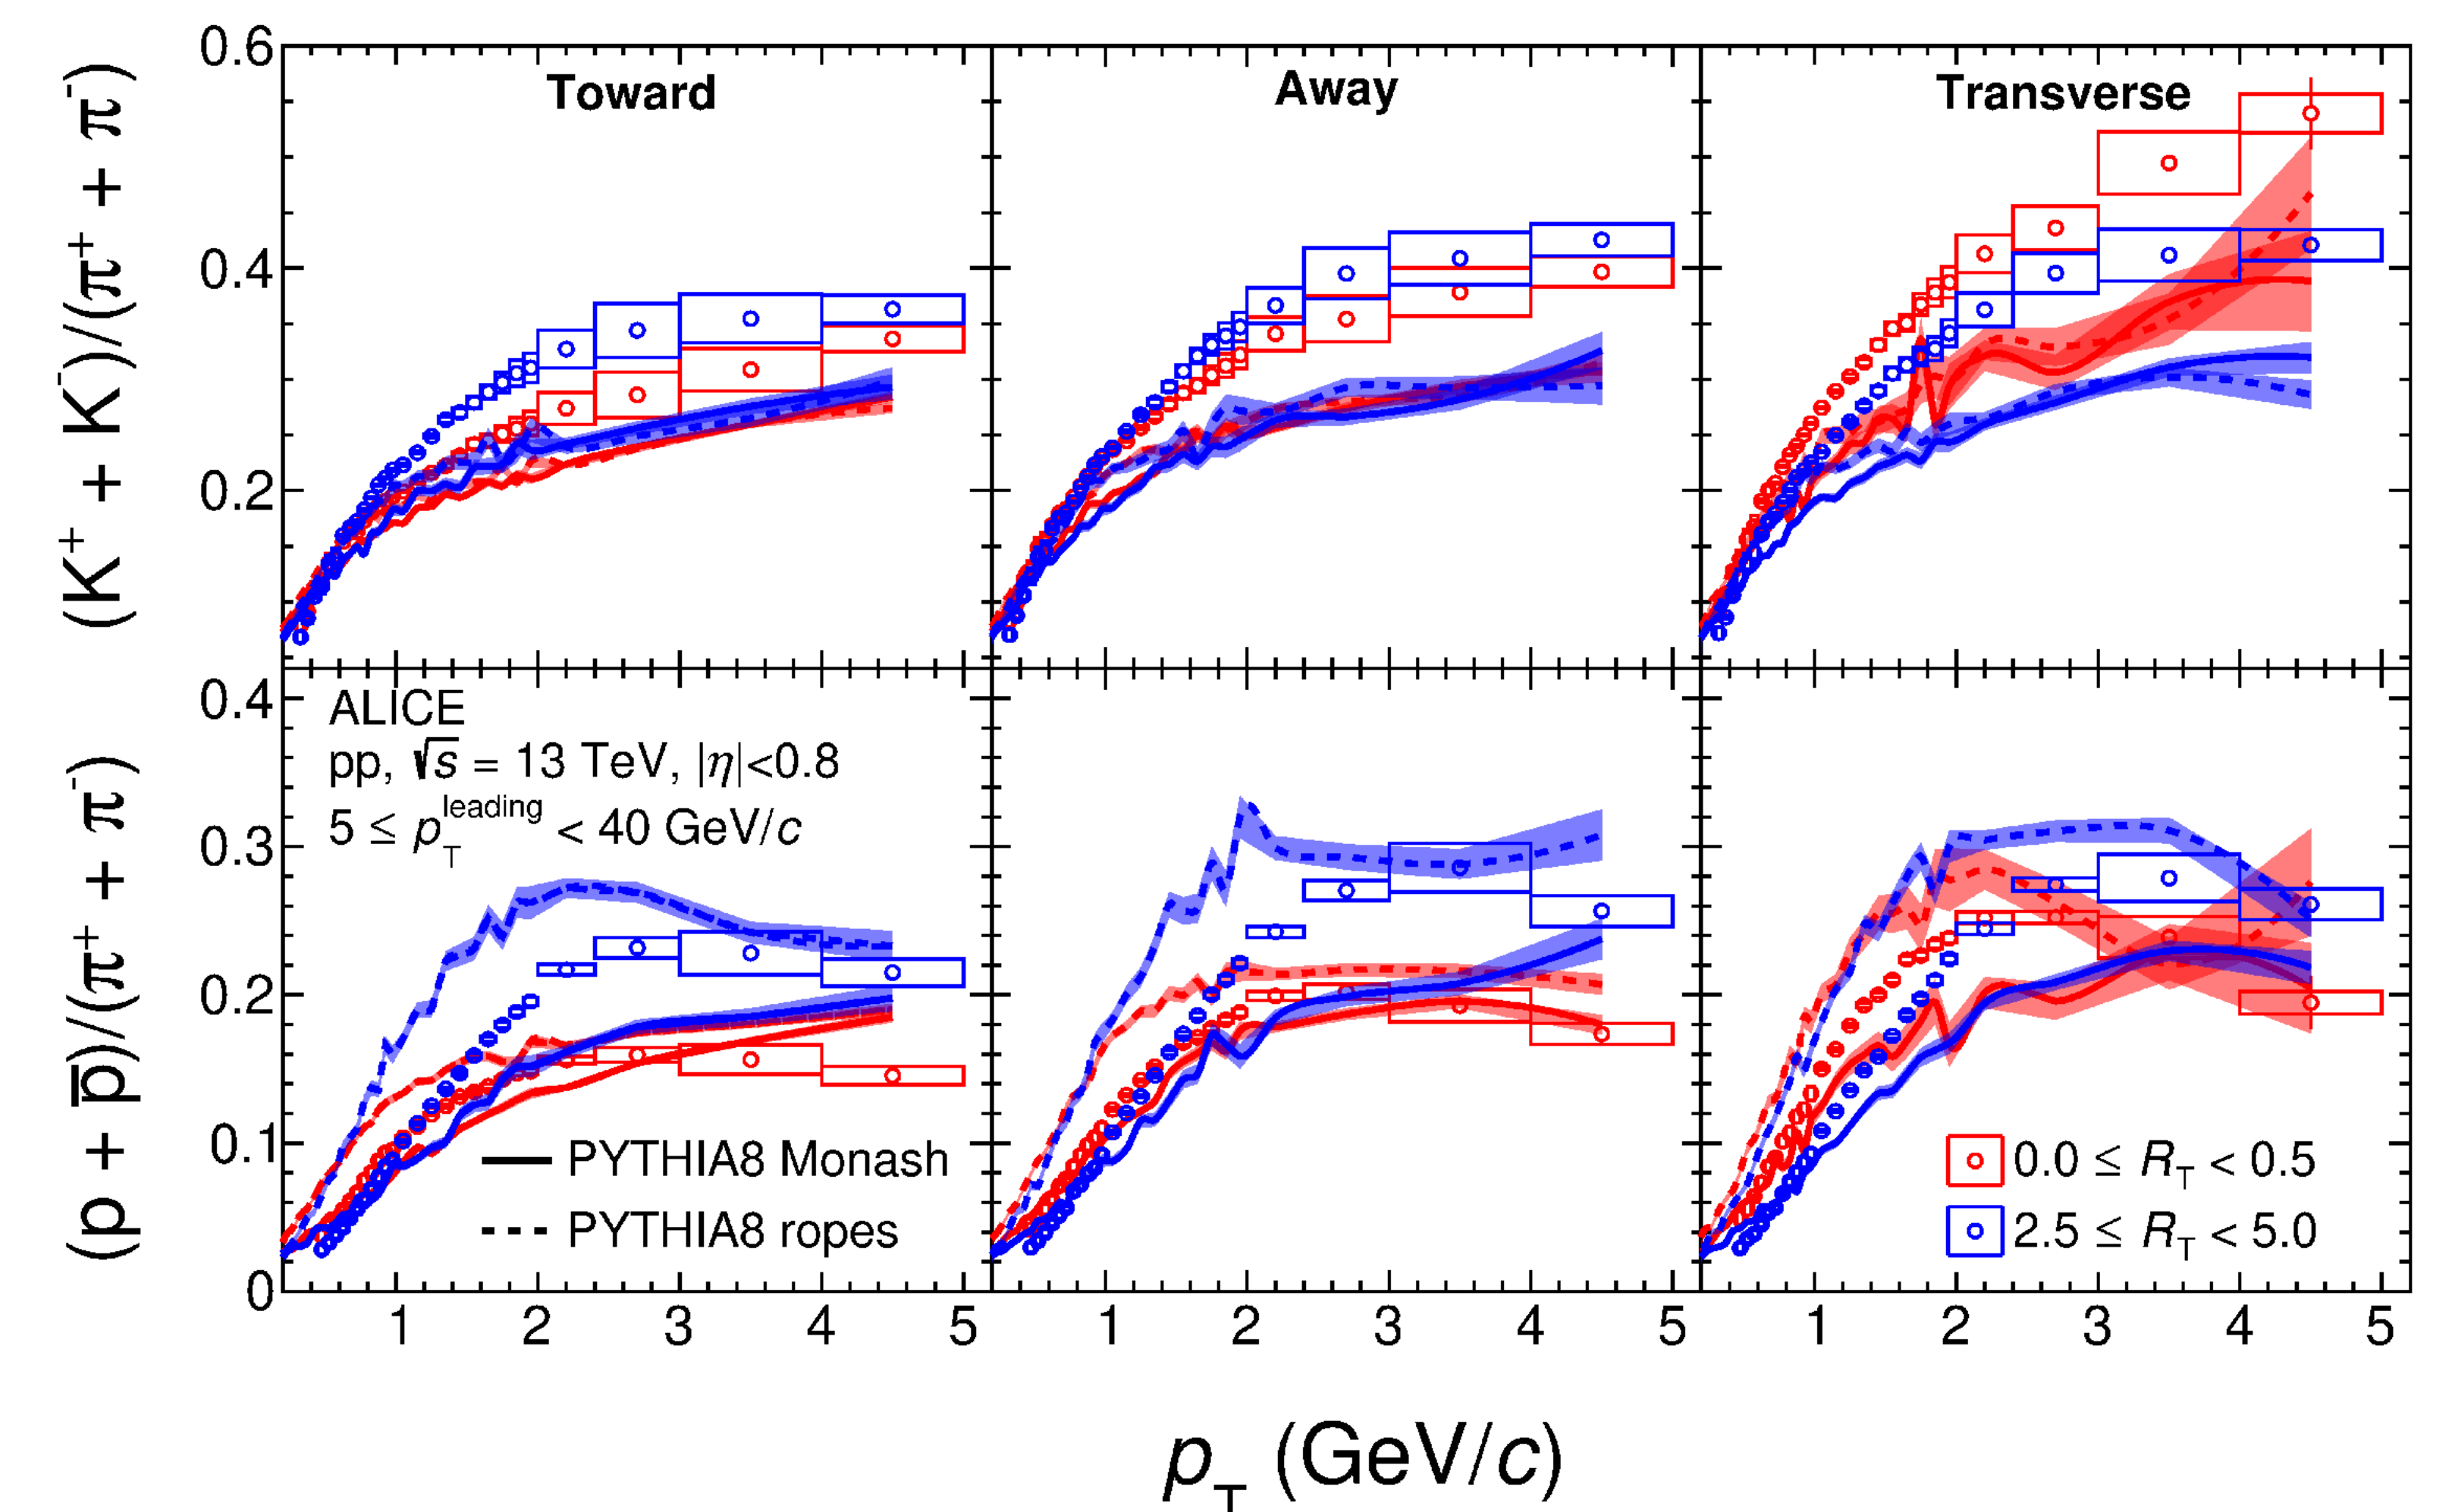 Toward
Away
Transverse
(K⁺ + K⁻)/(π⁺ + π⁻)
0.6
0.4
0.2
(p + p̅)/(π⁺ + π⁻)
0.4
0.3
0.2
0.1
0
ALICE
pp, √s = 13 TeV, |η|<0.8
5 ≤ p_T^leading < 40 GeV/c
PYTHIA8 Monash
PYTHIA8 ropes
0.0 ≤ R_T < 0.5
2.5 ≤ R_T < 5.0
1 2 3 4 5 1 2 3 4 5 1 2 3 4 5
p_T (GeV/c)